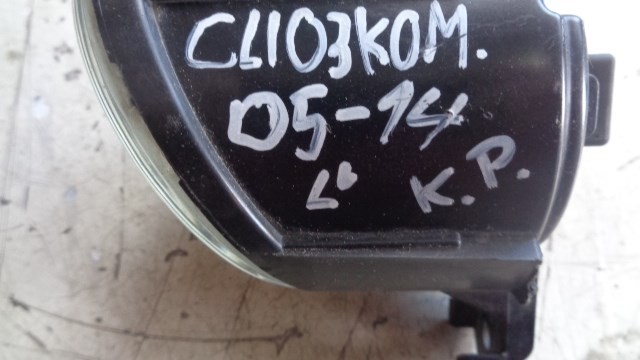 CLIO3KOM.
05-14
L" K.P.